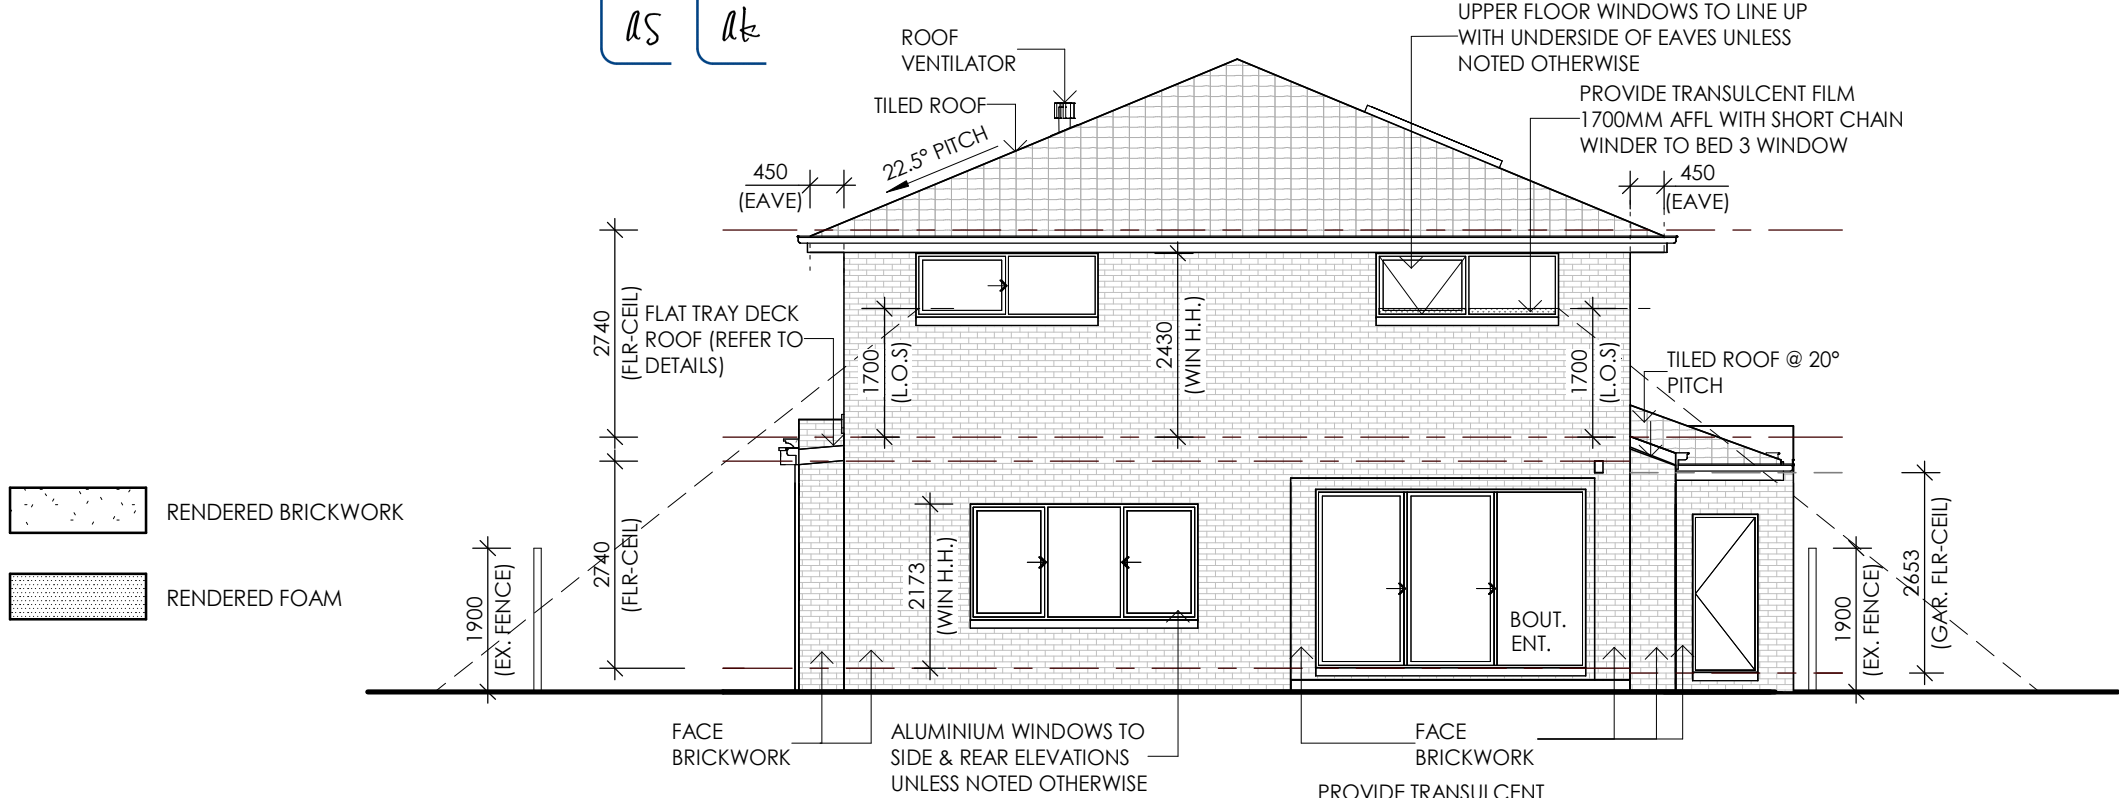 as
ak
ROOF
VENTILATOR
TILED ROOF
22.5° PITCH
450
(EAVE)
UPPER FLOOR WINDOWS TO LINE UP
WITH UNDERSIDE OF EAVES UNLESS
NOTED OTHERWISE
PROVIDE TRANSULCENT FILM
1700MM AFFL WITH SHORT CHAIN
WINDER TO BED 3 WINDOW
450
(EAVE)
2740
(FLR-CEIL)
FLAT TRAY DECK
ROOF (REFER TO
DETAILS)
1700
(L.O.S)
2430
(WIN H.H.)
1700
(L.O.S)
TILED ROOF @ 20°
PITCH
RENDERED BRICKWORK
RENDERED FOAM
1900
(EX. FENCE)
2740
(FLR-CEIL)
2173
(WIN H.H.)
BOUT.
ENT.
1900
(EX. FENCE)
2653
(GAR. FLR-CEIL)
FACE
BRICKWORK
ALUMINIUM WINDOWS TO
SIDE & REAR ELEVATIONS
UNLESS NOTED OTHERWISE
FACE
BRICKWORK
PROVIDE TRANSULCENT